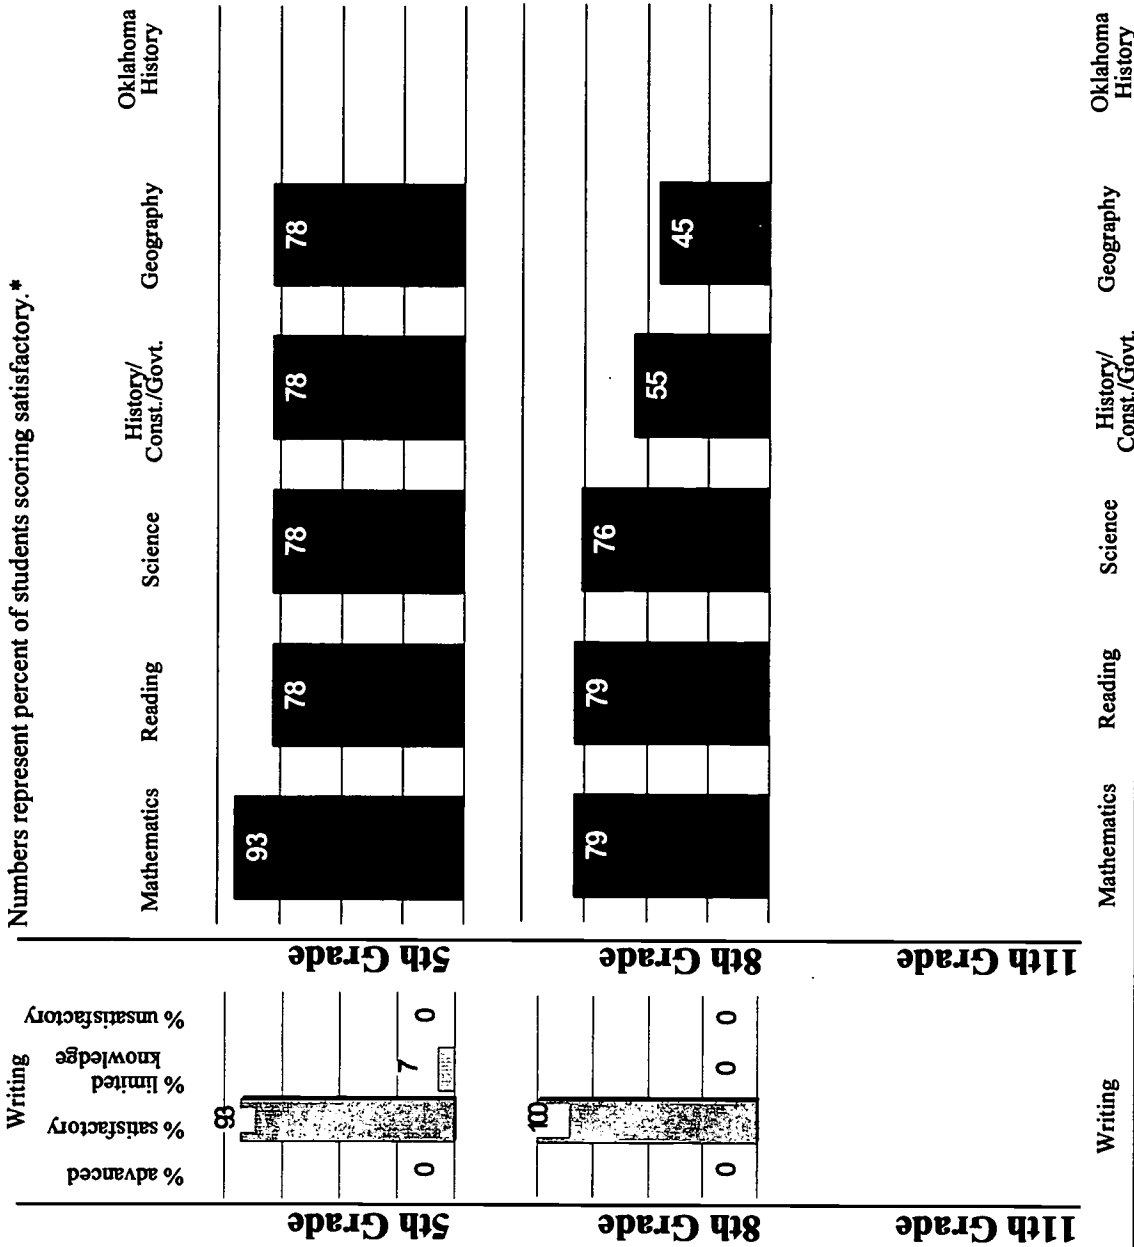 Numbers represent percent of students scoring satisfactory.*
Writing
% advanced
% satisfactory
% limited
knowledge
% unsatisfactory
Mathematics
Reading
Science
History/
Const./Govt.
Geography
Oklahoma
History
5th Grade
0
93
7
0
5th Grade
93
78
78
78
78
8th Grade
0
100
0
0
8th Grade
79
79
76
55
45
11th Grade
11th Grade
Writing
Mathematics
Reading
Science
History/
Const./Govt.
Geography
Oklahoma
History